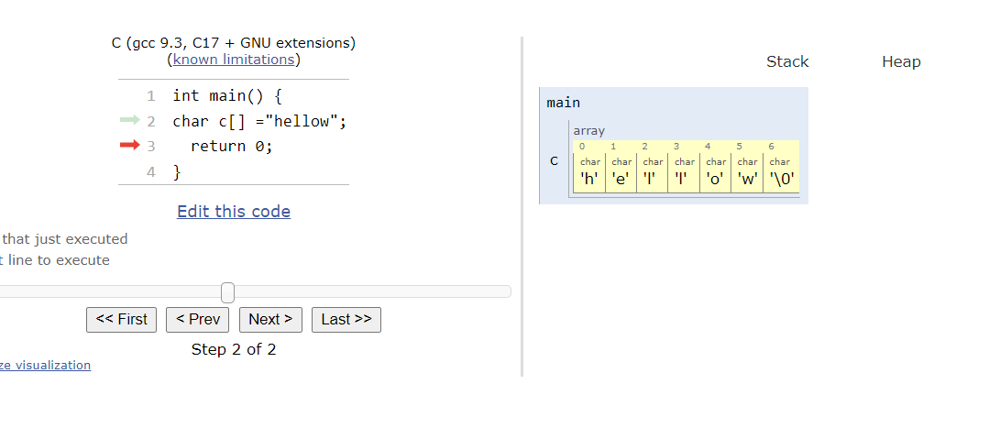 C (gcc 9.3, C17 + GNU extensions)
(known limitations)
1 int main() {
2 char c[] ="hellow";
3 return 0;
4 }
Edit this code
that just executed
line to execute
<< First < Prev Next > Last >>
Step 2 of 2
ze visualization
Stack Heap
main
array
0 1 2 3 4 5 6
c char char char char char char char
'h' 'e' 'l' 'l' 'o' 'w' '\0'